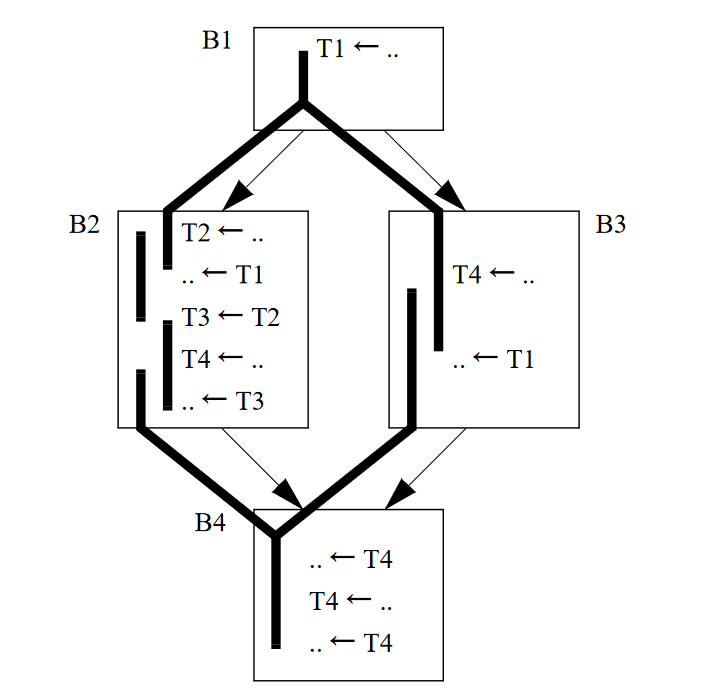 B1
T1 ← ..
B2
T2 ← ..
.. ← T1
T3 ← T2
T4 ← ..
.. ← T3
B3
T4 ← ..
.. ← T1
B4
.. ← T4
T4 ← ..
.. ← T4